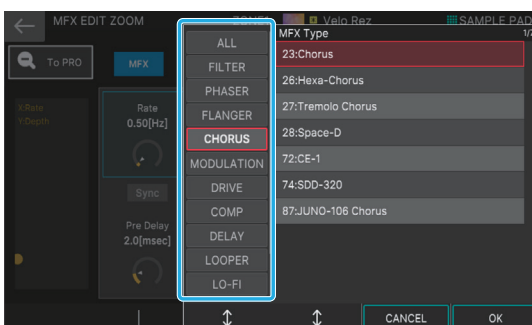 MFX EDIT ZOOM
Velo Rez
SAMPLE PAD
To PRO
MFX
X:Rate
Y:Depth
Rate
0.50[Hz]
Sync
Pre Delay
2.0[msec]
ALL
FILTER
PHASER
FLANGER
CHORUS
MODULATION
DRIVE
COMP
DELAY
LOOPER
LO-FI
MFX Type
23:Chorus
26:Hexa-Chorus
27:Tremolo Chorus
28:Space-D
72:CE-1
74:SDD-320
87:JUNO-106 Chorus
CANCEL
OK